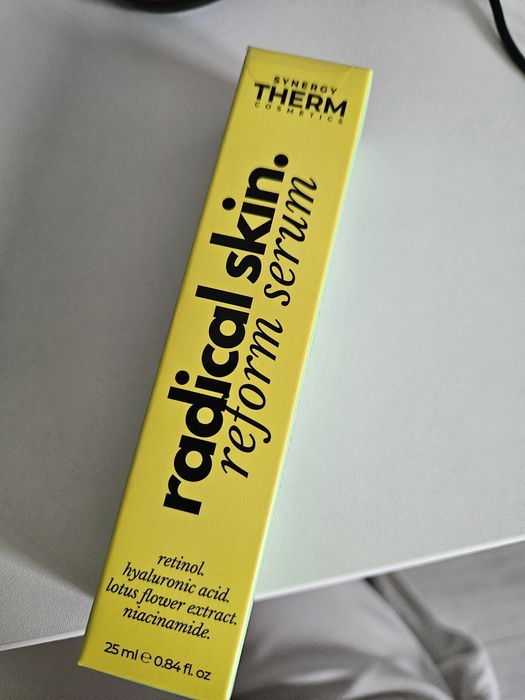 SYNERGY
THERM
COSMETICS
radical skin.
reform serum
retinol.
hyaluronic acid.
lotus flower extract.
niacinamide.
25 ml ℮ 0.84 fl. oz